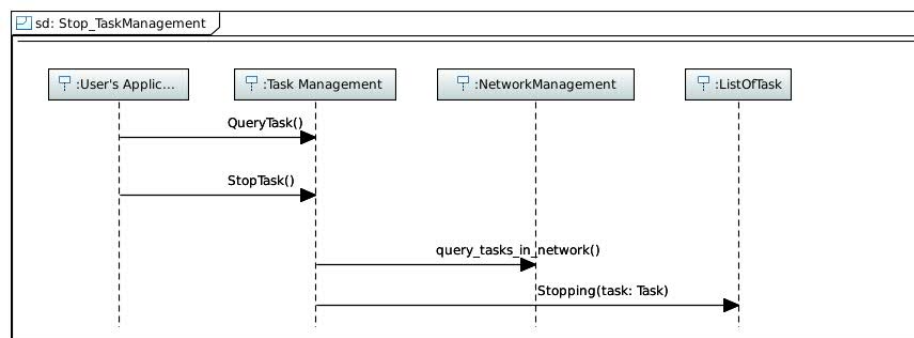 sd: Stop_TaskManagement
:User's Applic...
:Task Management
:NetworkManagement
:ListOfTask
QueryTask()
StopTask()
query_tasks_in_network()
Stopping(task: Task)